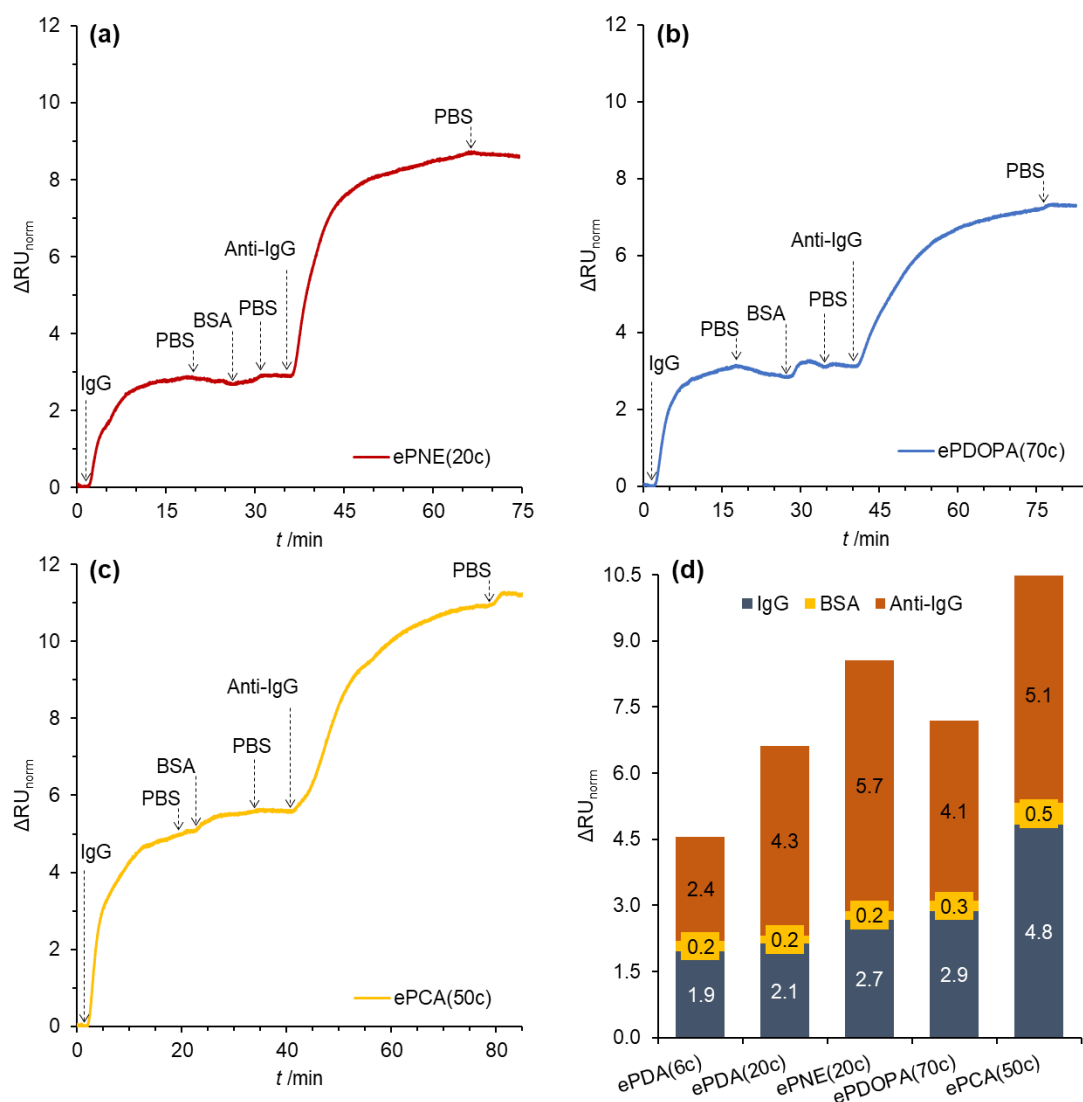 (a)
12
10
8
6
4
2
0
ΔRUnorm
IgG
PBS
BSA
PBS
Anti-IgG
PBS
ePNE(20c)
0 15 30 45 60 75
t /min
(b)
12
10
8
6
4
2
0
ΔRUnorm
IgG
PBS
BSA
PBS
Anti-IgG
PBS
ePDOPA(70c)
0 15 30 45 60 75
t /min
(c)
12
10
8
6
4
2
0
ΔRUnorm
IgG
PBS
BSA
PBS
Anti-IgG
PBS
ePCA(50c)
0 20 40 60 80
t /min
(d)
10.5
9.0
7.5
6.0
4.5
3.0
1.5
0.0
ΔRUnorm
IgG BSA Anti-IgG
2.4 4.3 5.7 4.1 5.1
0.2 0.2 0.2 0.3 0.5
1.9 2.1 2.7 2.9 4.8
ePDA(6c) ePDA(20c) ePNE(20c) ePDOPA(70c) ePCA(50c)